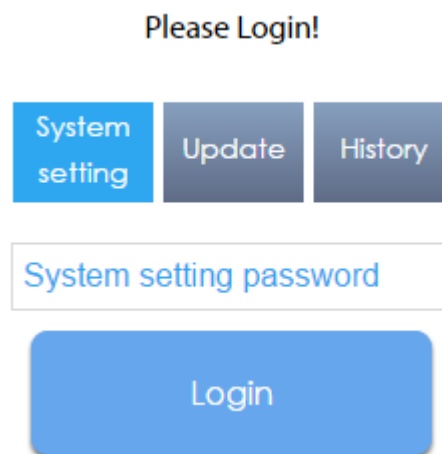 Please Login!
System setting
Update
History
System setting password
Login